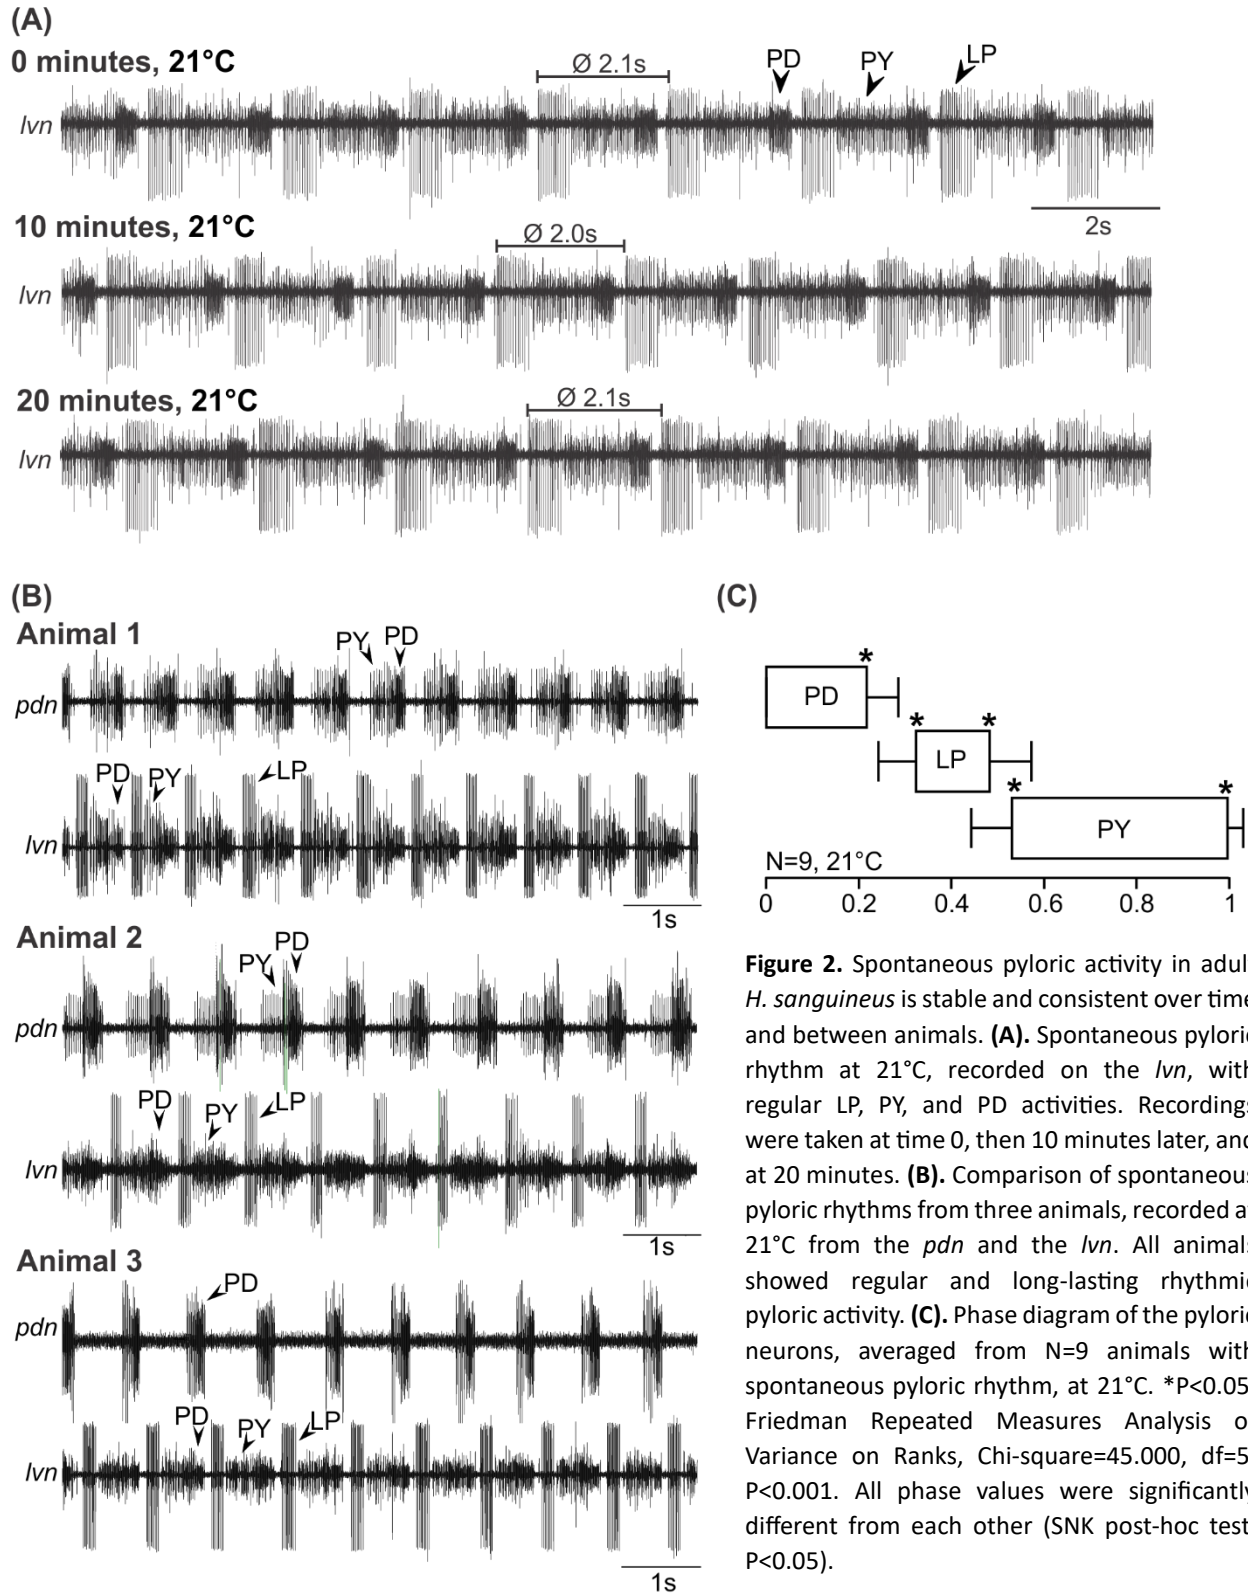 (A)
0 minutes, 21°C
Ø 2.1s
PD
PY
LP
lvn
2s
10 minutes, 21°C
Ø 2.0s
lvn
20 minutes, 21°C
Ø 2.1s
lvn
(B)
Animal 1
PY
PD
pdn
PD
PY
LP
lvn
1s
Animal 2
PY
PD
pdn
PD
PY
LP
lvn
1s
Animal 3
PD
pdn
PD
PY
LP
lvn
1s
(C)
*
PD
* *
LP
* *
PY
N=9, 21°C
0 0.2 0.4 0.6 0.8 1
Figure 2. Spontaneous pyloric activity in adul
H. sanguineus is stable and consistent over time
and between animals. (A). Spontaneous pyloric
rhythm at 21°C, recorded on the lvn, with
regular LP, PY, and PD activities. Recordings
were taken at time 0, then 10 minutes later, and
at 20 minutes. (B). Comparison of spontaneous
pyloric rhythms from three animals, recorded at
21°C from the pdn and the lvn. All animals
showed regular and long-lasting rhythmic
pyloric activity. (C). Phase diagram of the pyloric
neurons, averaged from N=9 animals with
spontaneous pyloric rhythm, at 21°C. *P<0.05
Friedman Repeated Measures Analysis o
Variance on Ranks, Chi-square=45.000, df=5
P<0.001. All phase values were significantly
different from each other (SNK post-hoc test
P<0.05).